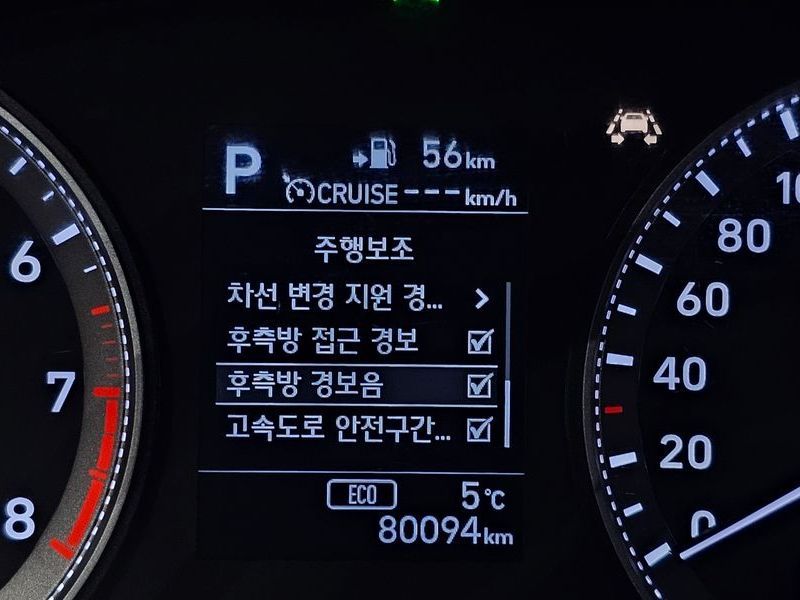 P 56km
CRUISE ---km/h
주행보조
차선 변경 지원 경... >
후측방 접근 경보
후측방 경보음
고속도로 안전구간...
ECO 5°C
80094km
6
7
8
10
80
60
40
20
0